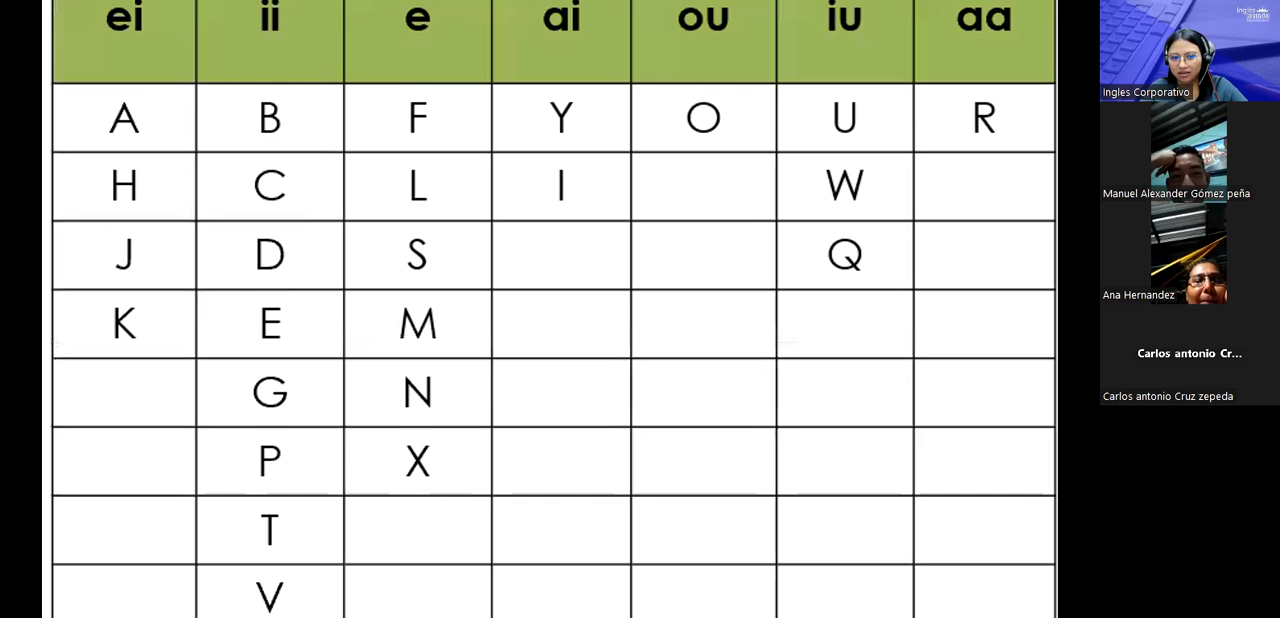 ei ii e ai ou iu aa
A B F Y O U R
H C L I W
J D S Q
K E M
G N
P X
T
V
Ingles Corporativo
Manuel Alexander Gómez peña
Ana Hernandez
Carlos antonio Cr...
Carlos antonio Cruz zepeda